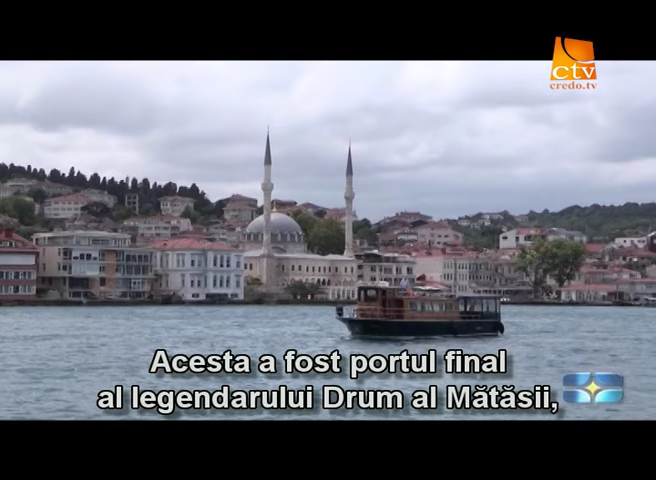 ctv
credo.tv
Acesta a fost portul final
al legendarului Drum al Mătăsii,